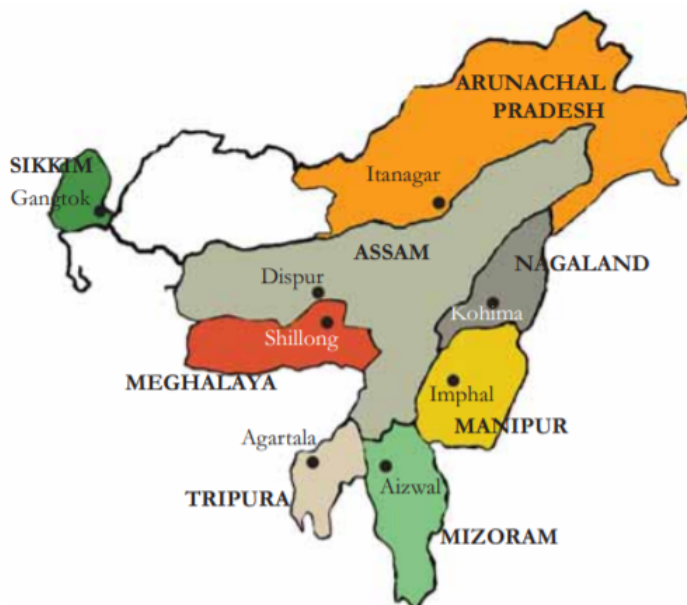 ARUNACHAL
PRADESH
SIKKIM
Gangtok
Itanagar
ASSAM
NAGALAND
Dispur
Kohima
Shillong
MEGHALAYA
Imphal
MANIPUR
Agartala
Aizwal
TRIPURA
MIZORAM